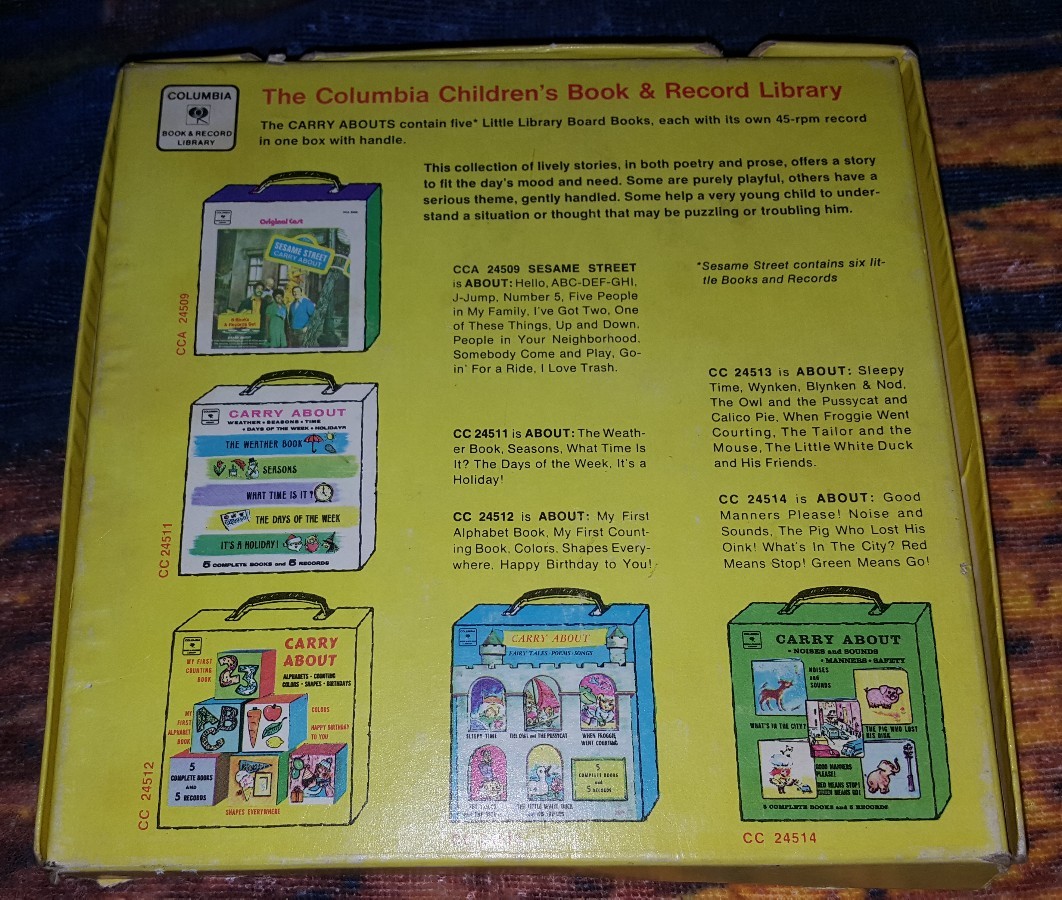 COLUMBIA
BOOK & RECORD
LIBRARY
The Columbia Children's Book & Record Library
The CARRY ABOUTS contain five* Little Library Board Books, each with its own 45-rpm record
in one box with handle.
This collection of lively stories, in both poetry and prose, offers a story
to fit the day's mood and need. Some are purely playful, others have a
serious theme, gently handled. Some help a very young child to under-
stand a situation or thought that may be puzzling or troubling him.
Original Cast
SESAME STREET
CARRY ABOUT
CCA 24509
CCA 24509 SESAME STREET
is ABOUT: Hello, ABC-DEF-GHI,
J-Jump, Number 5, Five People
in My Family, I've Got Two, One
of These Things, Up and Down,
People in Your Neighborhood.
Somebody Come and Play, Go-
in' For a Ride, I Love Trash.
*Sesame Street contains six lit-
tle Books and Records
CARRY ABOUT
WEATHER • SEASONS • TIME
• DAYS OF THE WEEK • HOLIDAYS
THE WEATHER BOOK
SEASONS
WHAT TIME IS IT?
THE DAYS OF THE WEEK
IT'S A HOLIDAY!
5 COMPLETE BOOKS and 5 RECORDS
CC 24511
CC 24511 is ABOUT: The Weath-
er Book, Seasons, What Time Is
It? The Days of the Week, It's a
Holiday!
CC 24512 is ABOUT: My First
Alphabet Book, My First Count-
ing Book, Colors, Shapes Every-
where, Happy Birthday to You!
CC 24513 is ABOUT: Sleepy
Time, Wynken, Blynken & Nod,
The Owl and the Pussycat and
Calico Pie, When Froggie Went
Courting, The Tailor and the
Mouse, The Little White Duck
and His Friends.
CC 24514 is ABOUT: Good
Manners Please! Noise and
Sounds, The Pig Who Lost His
Oink! What's In The City? Red
Means Stop! Green Means Go!
CARRY
ABOUT
ALPHABETS • COUNTING
COLORS • SHAPES • BIRTHDAYS
MY FIRST
COUNTING
BOOK
123
MY
FIRST
ALPHABET
BOOK
ABC
COLORS
HAPPY BIRTHDAY
TO YOU
5
COMPLETE BOOKS
AND
5 RECORDS
SHAPES EVERYWHERE
CC 24512
CARRY ABOUT
FAIRY TALES • POEMS • SONGS
SLEEPY TIME
THE OWL and THE PUSSYCAT
WHEN FROGGIE
WENT COURTING
5
COMPLETE BOOKS
and
5 RECORDS
THE LITTLE WHITE DUCK
CARRY ABOUT
• NOISES and SOUNDS
• MANNERS • SAFETY
NOISES
and
SOUNDS
WHAT'S IN THE CITY?
THE PIG WHO LOST
HIS OINK
GOOD MANNERS
PLEASE!
RED MEANS STOP!
GREEN MEANS GO!
5 COMPLETE BOOKS and 5 RECORDS
CC 24514